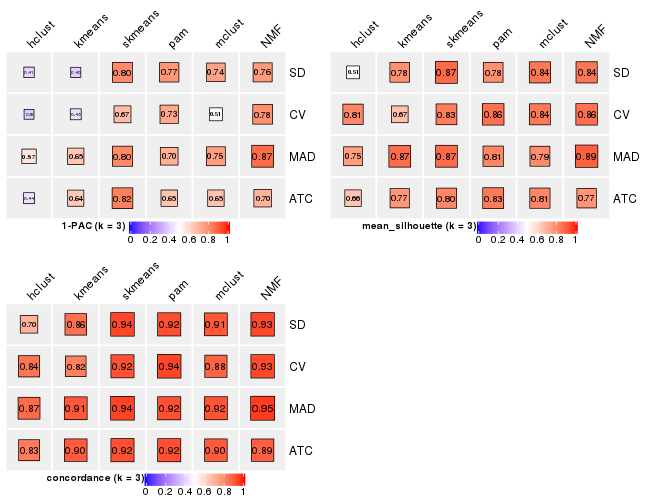 hclust kmeans skmeans pam mclust NMF
0.41 0.40 0.80 0.77 0.74 0.76 SD
0.67 0.73 0.51 0.78 CV
0.57 0.65 0.80 0.70 0.75 0.87 MAD
0.44 0.64 0.82 0.65 0.65 0.70 ATC
1-PAC (k = 3)
0 0.2 0.4 0.6 0.8 1
hclust kmeans skmeans pam mclust NMF
0.51 0.78 0.87 0.78 0.84 0.84 SD
0.81 0.67 0.83 0.86 0.84 0.86 CV
0.75 0.87 0.87 0.81 0.79 0.89 MAD
0.66 0.77 0.80 0.83 0.81 0.77 ATC
mean_silhouette (k = 3)
0 0.2 0.4 0.6 0.8 1
hclust kmeans skmeans pam mclust NMF
0.70 0.86 0.94 0.92 0.91 0.93 SD
0.84 0.82 0.92 0.94 0.88 0.93 CV
0.87 0.91 0.94 0.92 0.92 0.95 MAD
0.83 0.90 0.92 0.92 0.90 0.89 ATC
concordance (k = 3)
0 0.2 0.4 0.6 0.8 1